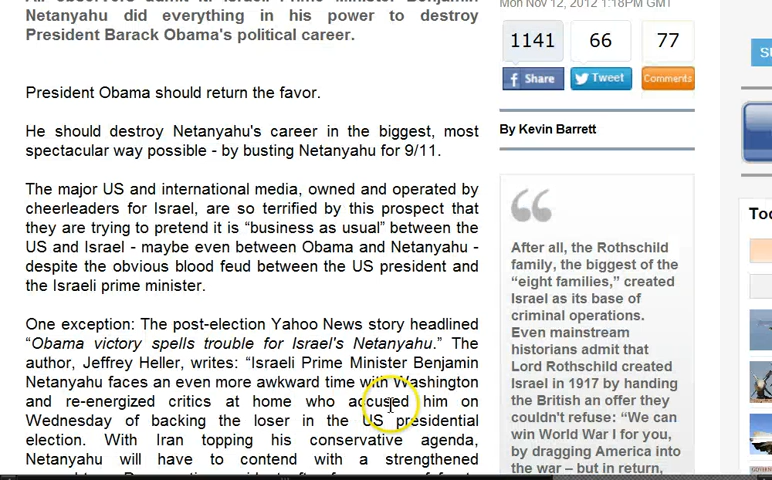 All observers admit it: Israeli Prime Minister Benjamin
Netanyahu did everything in his power to destroy
President Barack Obama's political career.
President Obama should return the favor.
He should destroy Netanyahu's career in the biggest, most
spectacular way possible - by busting Netanyahu for 9/11.
The major US and international media, owned and operated by
cheerleaders for Israel, are so terrified by this prospect that
they are trying to pretend it is “business as usual” between the
US and Israel - maybe even between Obama and Netanyahu -
despite the obvious blood feud between the US president and
the Israeli prime minister.
One exception: The post-election Yahoo News story headlined
“Obama victory spells trouble for Israel's Netanyahu.” The
author, Jeffrey Heller, writes: “Israeli Prime Minister Benjamin
Netanyahu faces an even more awkward time with Washington
and re-energized critics at home who accused him on
Wednesday of backing the loser in the US presidential
election. With Iran topping his conservative agenda,
Netanyahu will have to contend with a strengthened
Mon Nov 12, 2012 1:18PM GMT
1141 66 77
Share Tweet Comments
By Kevin Barrett
After all, the Rothschild
family, the biggest of the
“eight families,” created
Israel as its base of
criminal operations.
Even mainstream
historians admit that
Lord Rothschild created
Israel in 1917 by handing
the British an offer they
couldn't refuse: “We can
win World War I for you,
by dragging America into
the war – but in return,